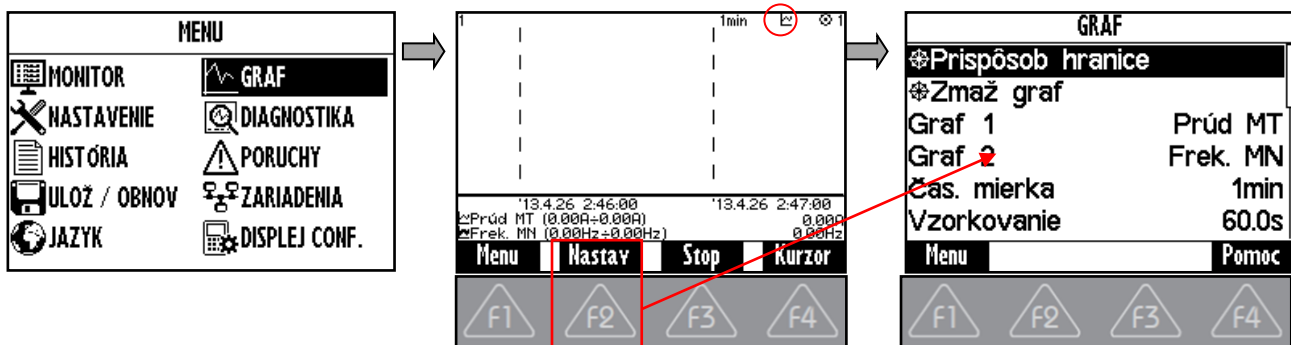 MENU
MONITOR GRAF
NASTAVENIE DIAGNOSTIKA
HISTÓRIA PORUCHY
ULOŽ / OBNOV ZARIADENIA
JAZYK DISPLEJ CONF.
1 1min 1
'13.4.26 2:46:00 '13.4.26 2:47:00
Prúd MT (0.00A÷0.00A) 0.00A
Frek. MN (0.00Hz÷0.00Hz) 0.00Hz
Menu Nastav Stop Kurzor
F1 F2 F3 F4
GRAF
Prispôsob hranice
Zmaž graf
Graf 1 Prúd MT
Graf 2 Frek. MN
Čas. mierka 1min
Vzorkovanie 60.0s
Menu Pomoc
F1 F2 F3 F4